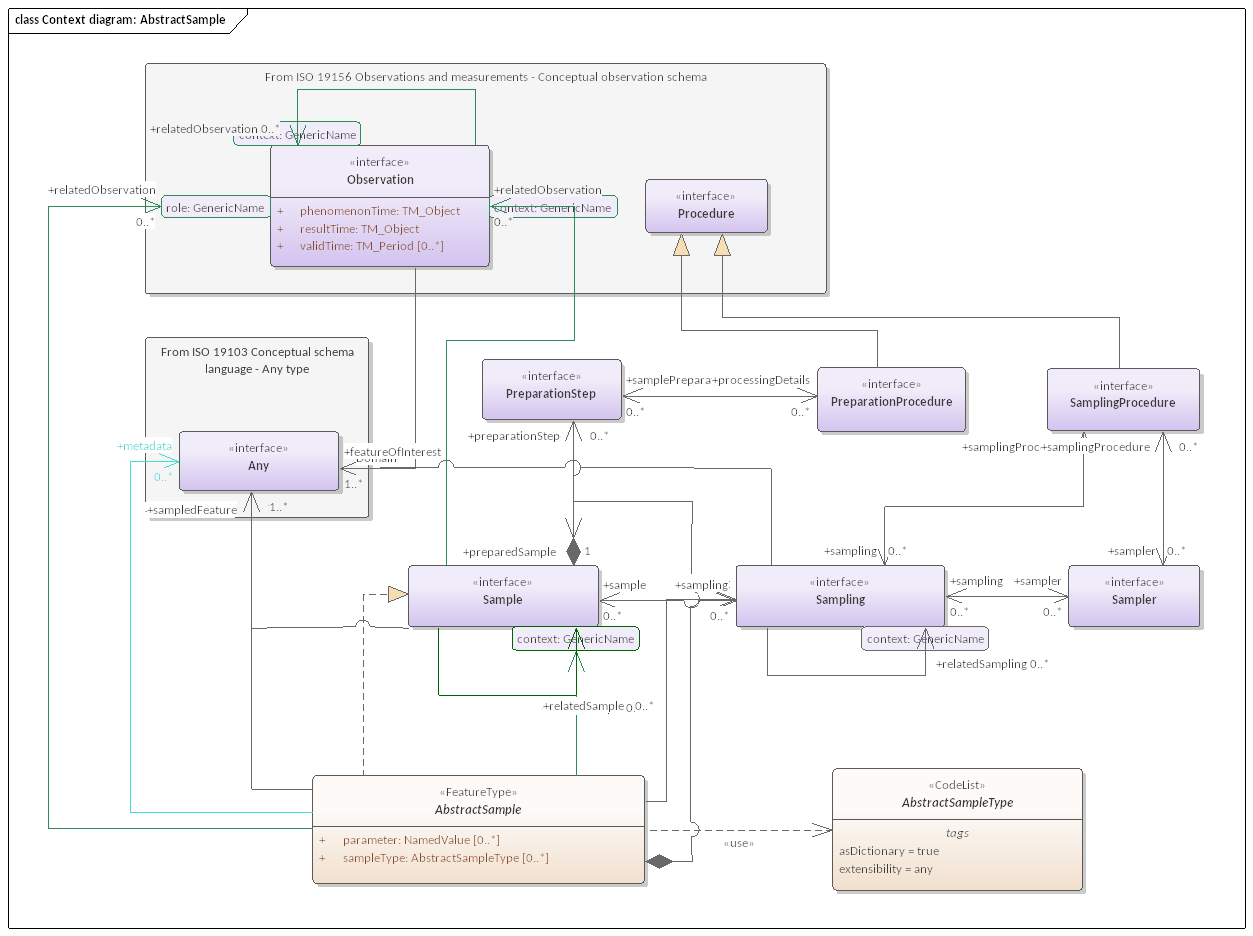 class Context diagram: AbstractSample
From ISO 19156 Observations and measurements - Conceptual observation schema
+relatedObservation 0..*
context: GenericName
«interface»
Observation
+ phenomenonTime: TM_Object
+ resultTime: TM_Object
+ validTime: TM_Period [0..*]
+relatedObservation
role: GenericName
0..*
+relatedObservation
context: GenericName
0..*
«interface»
Procedure
From ISO 19103 Conceptual schema
language - Any type
«interface»
Any
+metadata
0..*
+featureOfInterest
1..*
+sampledFeature
1..*
«interface»
PreparationStep
+samplePrepara
+processingDetails
0..*
0..*
«interface»
PreparationProcedure
«interface»
SamplingProcedure
+preparationStep
0..*
+samplingProc
+samplingProcedure
0..*
+preparedSample
1
+sampling
0..*
+sampler
0..*
«interface»
Sample
+sample
0..*
+sampling
0..*
«interface»
Sampling
+sampling
0..*
+sampler
0..*
«interface»
Sampler
context: GenericName
context: GenericName
+relatedSampling 0..*
+relatedSample
0..*
«FeatureType»
AbstractSample
+ parameter: NamedValue [0..*]
+ sampleType: AbstractSampleType [0..*]
«use»
«CodeList»
AbstractSampleType
tags
asDictionary = true
extensibility = any